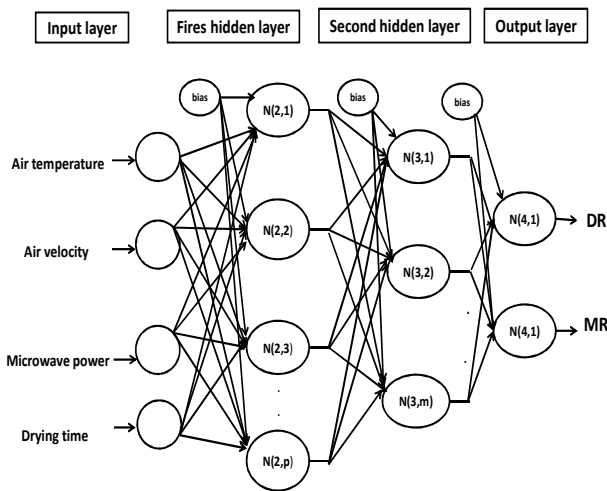 Input layer
Fires hidden layer
Second hidden layer
Output layer
bias
bias
bias
N(2,1)
N(3,1)
Air temperature
N(4,1)
DR
N(2,2)
Air velocity
N(3,2)
N(4,1)
MR
N(2,3)
Microwave power
N(3,m)
Drying time
N(2,p)